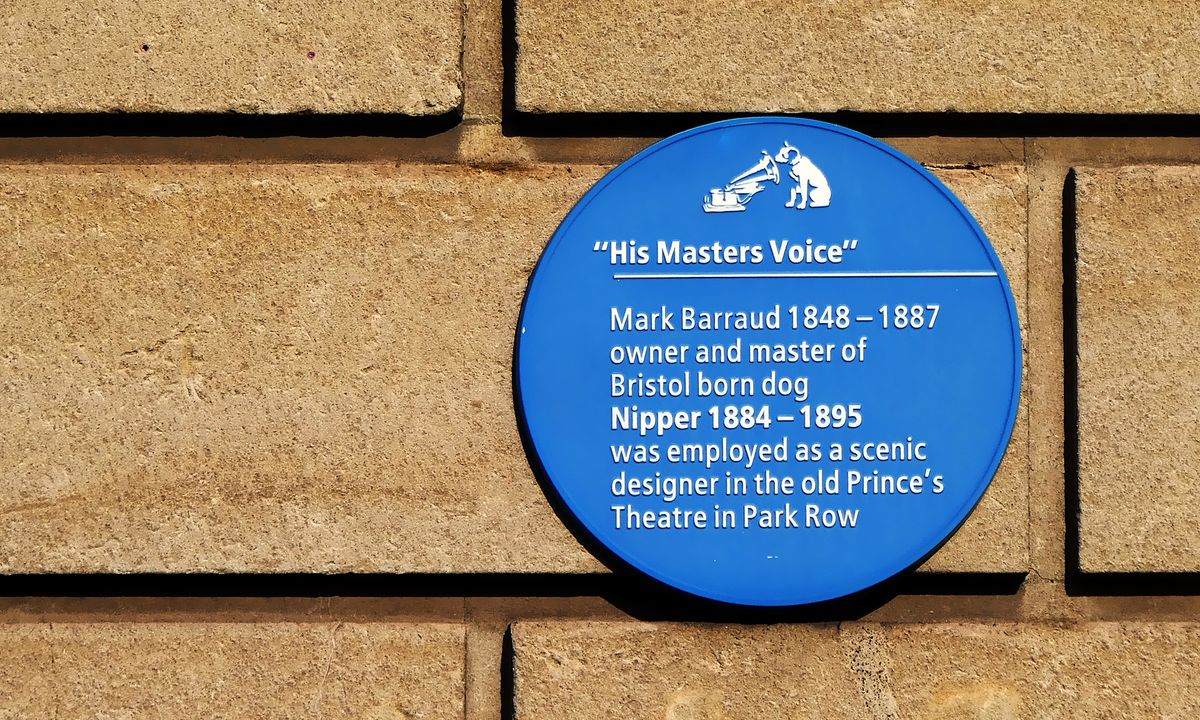 “His Masters Voice”
Mark Barraud 1848 – 1887
owner and master of
Bristol born dog
Nipper 1884 – 1895
was employed as a scenic
designer in the old Prince’s
Theatre in Park Row